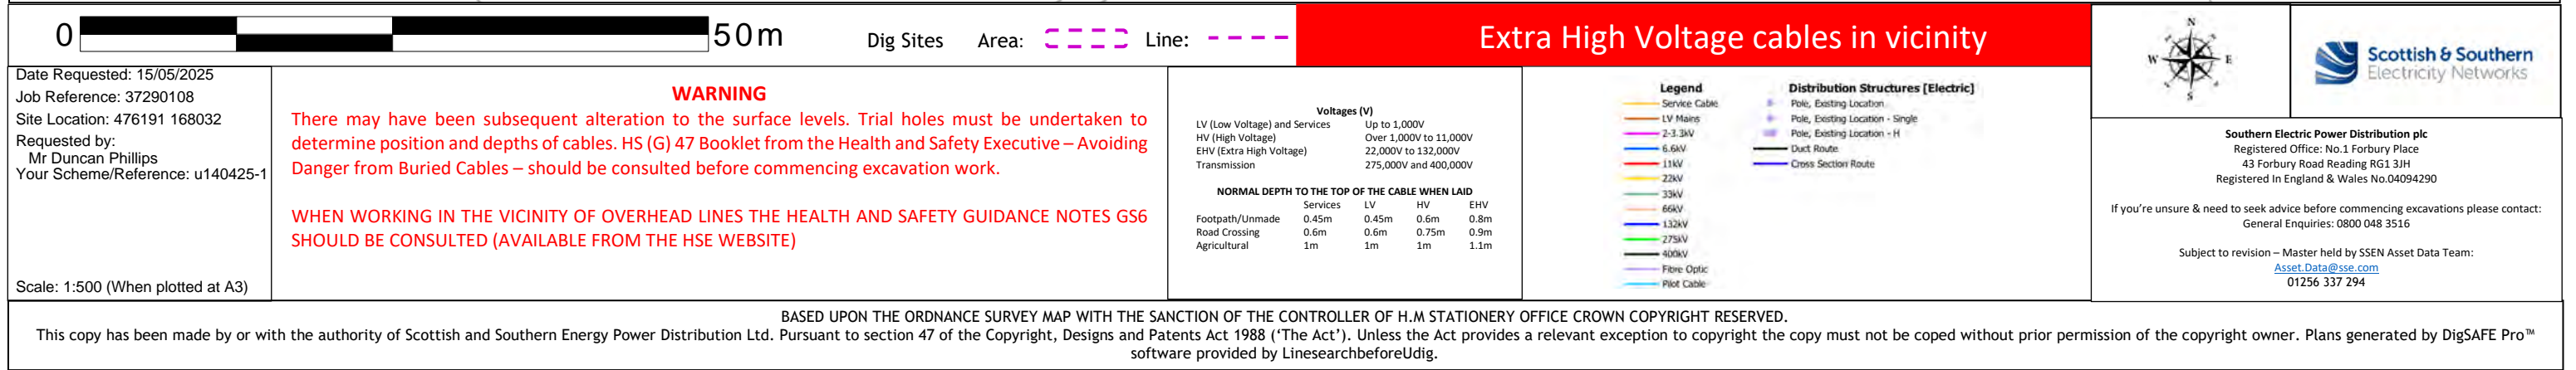 0
50m
Dig Sites Area: Line:
Extra High Voltage cables in vicinity
N
W E
S
Scottish & Southern
Electricity Networks
Date Requested: 15/05/2025
Job Reference: 37290108
Site Location: 476191 168032
Requested by:
Mr Duncan Phillips
Your Scheme/Reference: u140425-1
Scale: 1:500 (When plotted at A3)
WARNING
There may have been subsequent alteration to the surface levels. Trial holes must be undertaken to
determine position and depths of cables. HS (G) 47 Booklet from the Health and Safety Executive – Avoiding
Danger from Buried Cables – should be consulted before commencing excavation work.
WHEN WORKING IN THE VICINITY OF OVERHEAD LINES THE HEALTH AND SAFETY GUIDANCE NOTES GS6
SHOULD BE CONSULTED (AVAILABLE FROM THE HSE WEBSITE)
Voltages (V)
LV (Low Voltage) and Services Up to 1,000V
HV (High Voltage) Over 1,000V to 11,000V
EHV (Extra High Voltage) 22,000V to 132,000V
Transmission 275,000V and 400,000V
NORMAL DEPTH TO THE TOP OF THE CABLE WHEN LAID
Services LV HV EHV
Footpath/Unmade 0.45m 0.45m 0.6m 0.8m
Road Crossing 0.6m 0.6m 0.75m 0.9m
Agricultural 1m 1m 1m 1.1m
Legend
Service Cable
LV Mains
2-3.3kV
6.6kV
11kV
22kV
33kV
66kV
132kV
275kV
400kV
Fibre Optic
Pilot Cable
Distribution Structures [Electric]
Pole, Existing Location
Pole, Existing Location - Single
Pole, Existing Location - H
Duct Route
Cross Section Route
Southern Electric Power Distribution plc
Registered Office: No.1 Forbury Place
43 Forbury Road Reading RG1 3JH
Registered In England & Wales No.04094290
If you're unsure & need to seek advice before commencing excavations please contact:
General Enquiries: 0800 048 3516
Subject to revision – Master held by SSEN Asset Data Team:
Asset.Data@sse.com
01256 337 294
BASED UPON THE ORDNANCE SURVEY MAP WITH THE SANCTION OF THE CONTROLLER OF H.M STATIONERY OFFICE CROWN COPYRIGHT RESERVED.
This copy has been made by or with the authority of Scottish and Southern Energy Power Distribution Ltd. Pursuant to section 47 of the Copyright, Designs and Patents Act 1988 ('The Act'). Unless the Act provides a relevant exception to copyright the copy must not be coped without prior permission of the copyright owner. Plans generated by DigSAFE Pro™
software provided by LinesearchbeforeUdig.